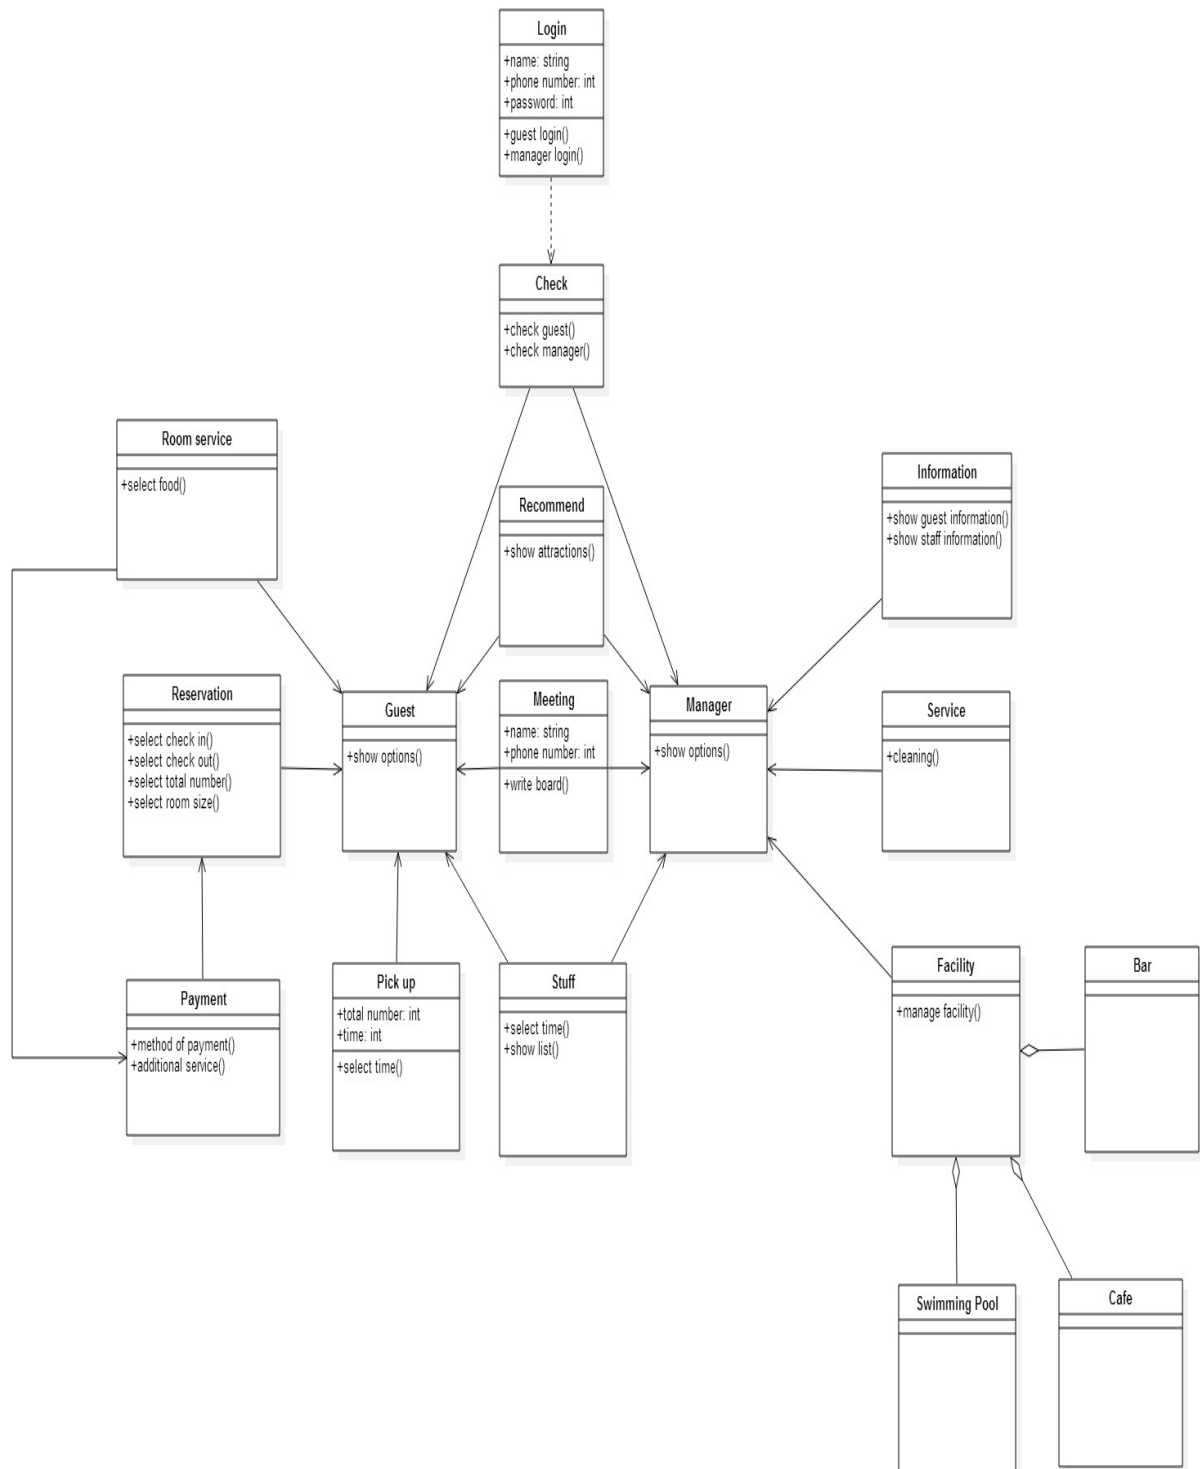 Login
+name: string
+phone number: int
+password: int
+guest login()
+manager login()
Check
+check guest()
+check manager()
Room service
+select food()
Recommend
+show attractions()
Information
+show guest information()
+show staff information()
Reservation
+select check in()
+select check out()
+select total number()
+select room size()
Guest
+show options()
Meeting
+name: string
+phone number: int
+write board()
Manager
+show options()
Service
+cleaning()
Payment
+method of payment()
+additional service()
Pick up
+total number: int
+time: int
+select time()
Stuff
+select time()
+show list()
Facility
+manage facility()
Bar
Swimming Pool
Cafe